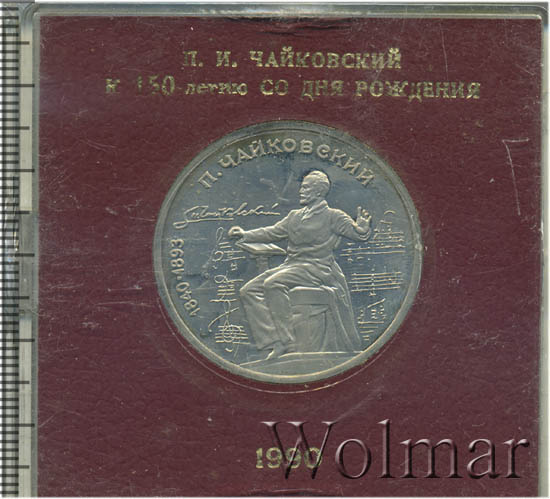 П. И. ЧАЙКОВСКИЙ
К 150-летию СО ДНЯ РОЖДЕНИЯ
П. ЧАЙКОВСКИЙ
1840-1893
1990
Wolmar